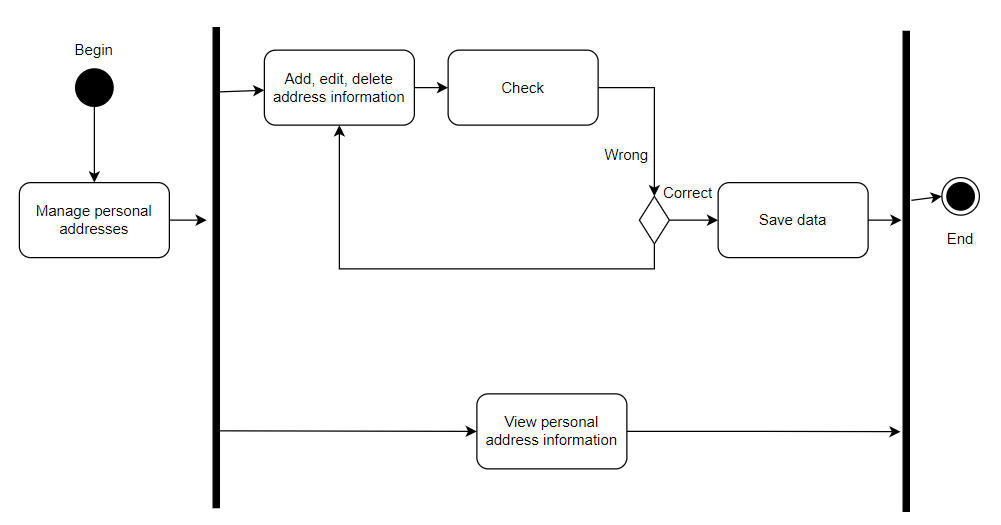 Begin
Add, edit, delete
address information
Check
Wrong
Correct
Manage personal
addresses
Save data
End
View personal
address information